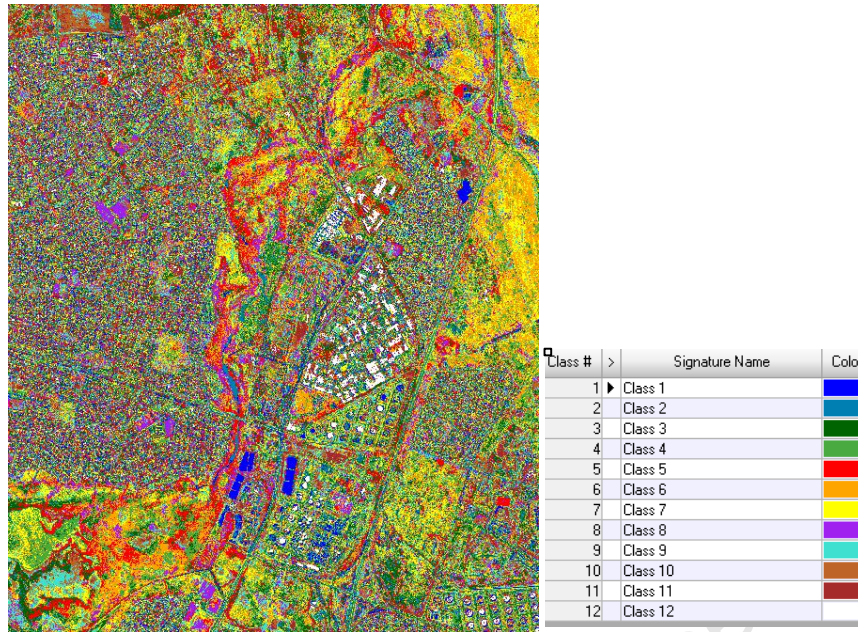 Class # > Signature Name Colo
1 Class 1
2 Class 2
3 Class 3
4 Class 4
5 Class 5
6 Class 6
7 Class 7
8 Class 8
9 Class 9
10 Class 10
11 Class 11
12 Class 12